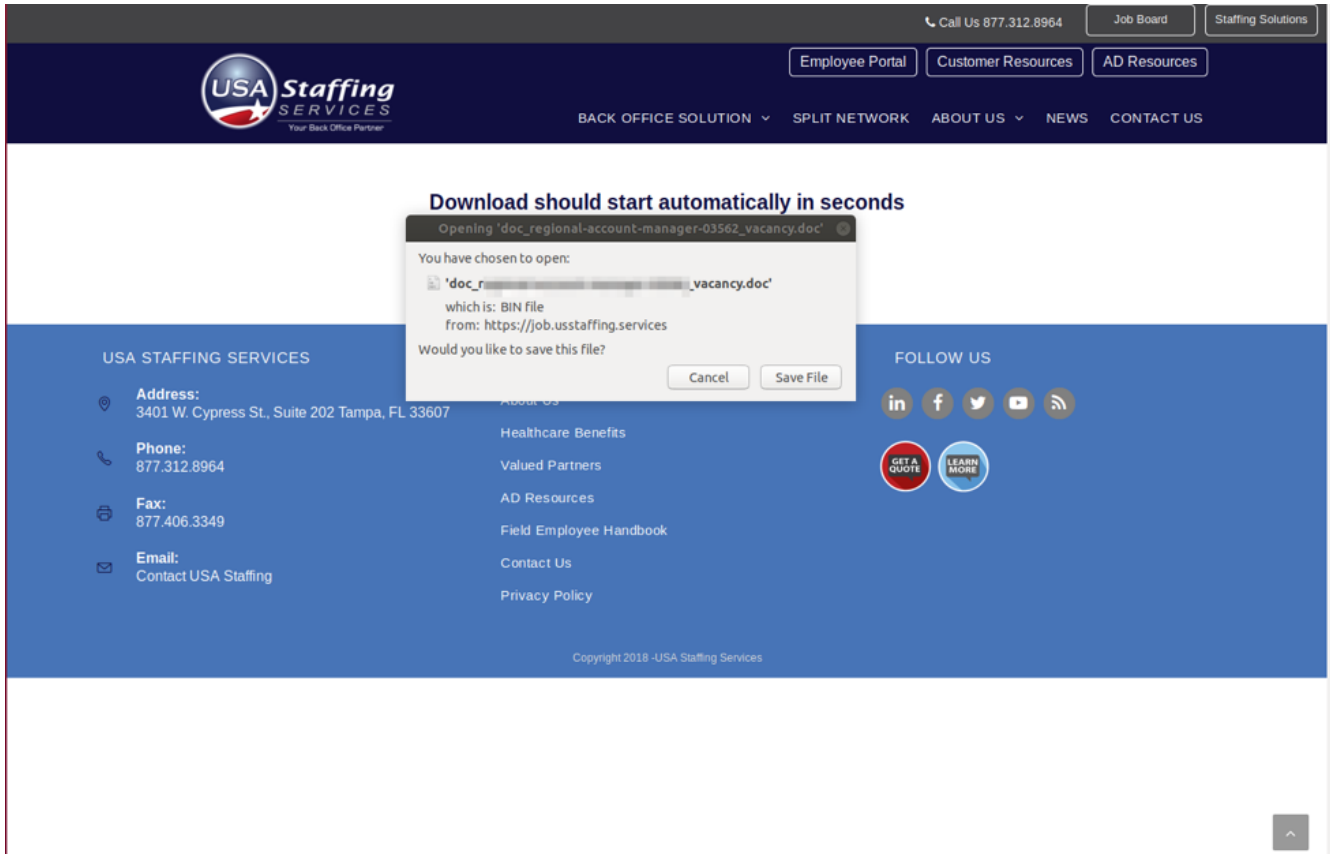 Call Us 877.312.8964
Job Board
Staffing Solutions
Employee Portal
Customer Resources
AD Resources
USA Staffing
SERVICES
Your Back Office Partner
BACK OFFICE SOLUTION
SPLIT NETWORK
ABOUT US
NEWS
CONTACT US
Download should start automatically in seconds
Opening 'doc_regional-account-manager-03562_vacancy.doc'
You have chosen to open:
'doc_r _vacancy.doc'
which is: BIN file
from: https://job.usstaffing.services
Would you like to save this file?
Cancel
Save File
USA STAFFING SERVICES
Address:
3401 W. Cypress St., Suite 202 Tampa, FL 33607
Phone:
877.312.8964
Fax:
877.406.3349
Email:
Contact USA Staffing
About Us
Healthcare Benefits
Valued Partners
AD Resources
Field Employee Handbook
Contact Us
Privacy Policy
FOLLOW US
in
f
GET A
QUOTE
LEARN
MORE
Copyright 2018 -USA Staffing Services